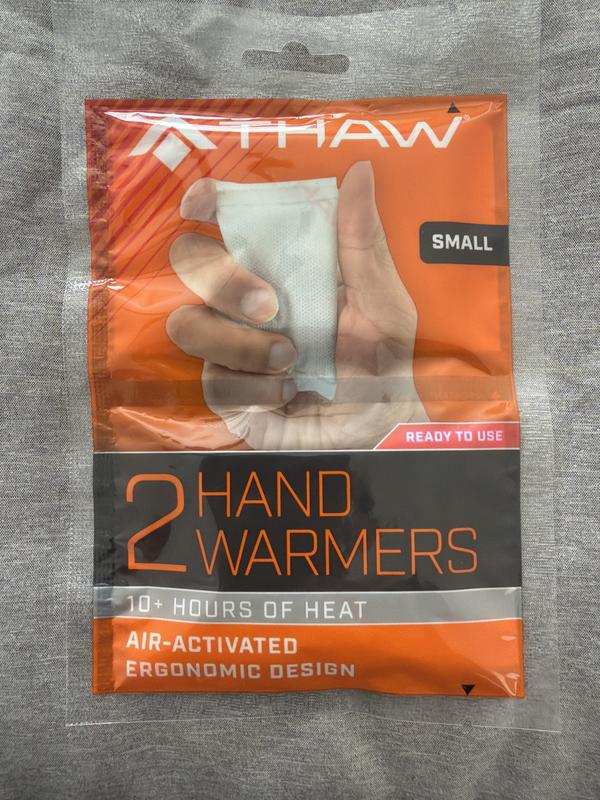 THAW
SMALL
READY TO USE
2 HAND
WARMERS
10+ HOURS OF HEAT
AIR-ACTIVATED
ERGONOMIC DESIGN